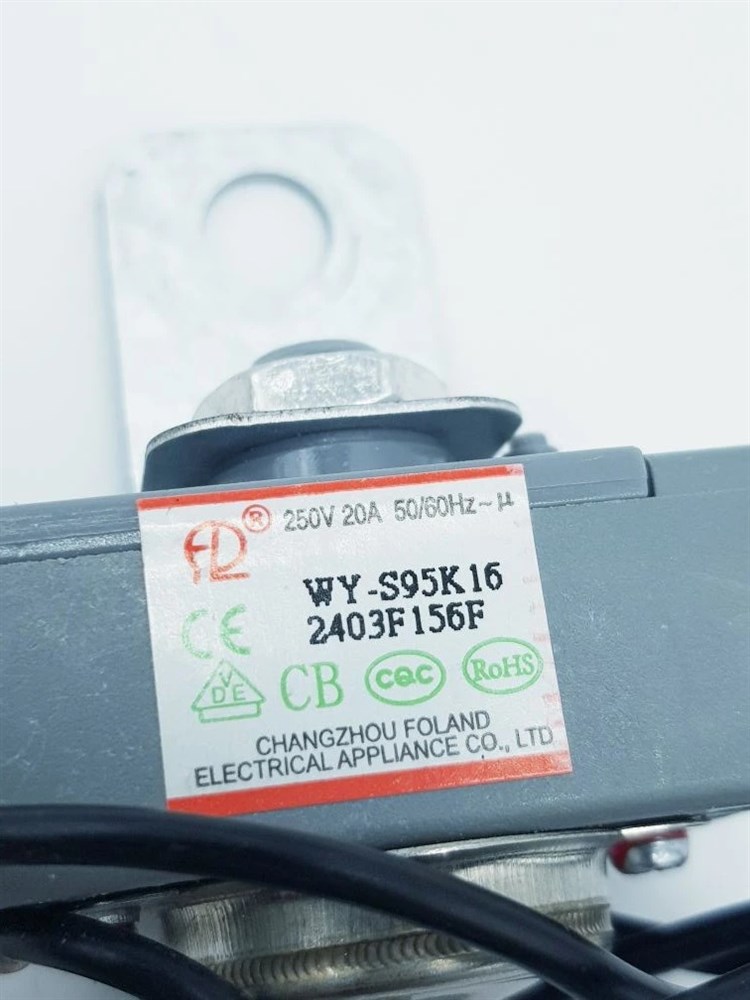 FL ® 250V 20A 50/60Hz~µ
WY-S95K16
2403F156F
CE
VDE CB CQC RoHS
CHANGZHOU FOLAND
ELECTRICAL APPLIANCE CO., LTD